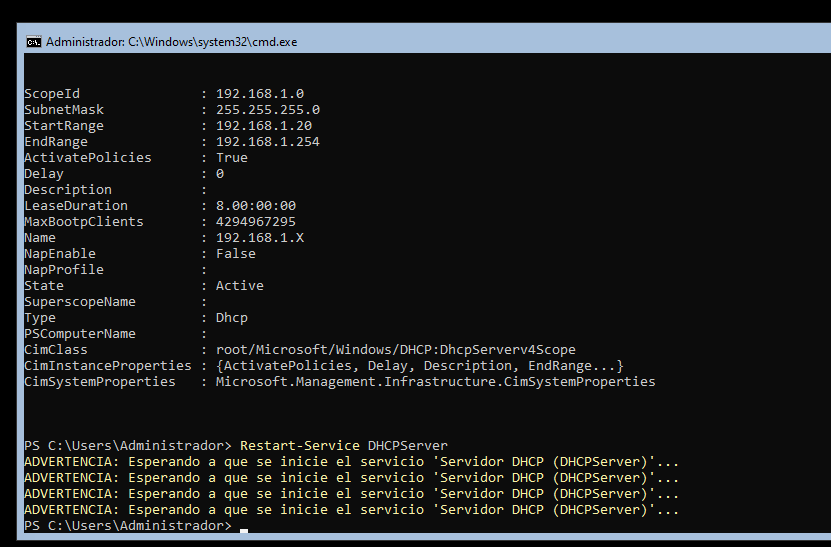 Administrador: C:\Windows\system32\cmd.exe
ScopeId : 192.168.1.0
SubnetMask : 255.255.255.0
StartRange : 192.168.1.20
EndRange : 192.168.1.254
ActivatePolicies : True
Delay : 0
Description :
LeaseDuration : 8.00:00:00
MaxBootpClients : 4294967295
Name : 192.168.1.X
NapEnable : False
NapProfile :
State : Active
SuperscopeName :
Type : Dhcp
PSComputerName :
CimClass : root/Microsoft/Windows/DHCP:DhcpServerv4Scope
CimInstanceProperties : {ActivatePolicies, Delay, Description, EndRange...}
CimSystemProperties : Microsoft.Management.Infrastructure.CimSystemProperties
PS C:\Users\Administrador> Restart-Service DHCPServer
ADVERTENCIA: Esperando a que se inicie el servicio 'Servidor DHCP (DHCPServer)'...
ADVERTENCIA: Esperando a que se inicie el servicio 'Servidor DHCP (DHCPServer)'...
ADVERTENCIA: Esperando a que se inicie el servicio 'Servidor DHCP (DHCPServer)'...
ADVERTENCIA: Esperando a que se inicie el servicio 'Servidor DHCP (DHCPServer)'...
PS C:\Users\Administrador>